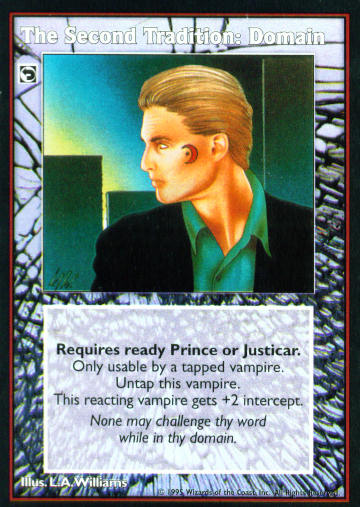 The Second Tradition: Domain
Requires ready Prince or Justicar.
Only usable by a tapped vampire.
Untap this vampire.
This reacting vampire gets +2 intercept.
None may challenge thy word
while in thy domain.
Illus. L.A. Williams
© 1995 Wizards of the Coast, Inc. All Rights Reserved.